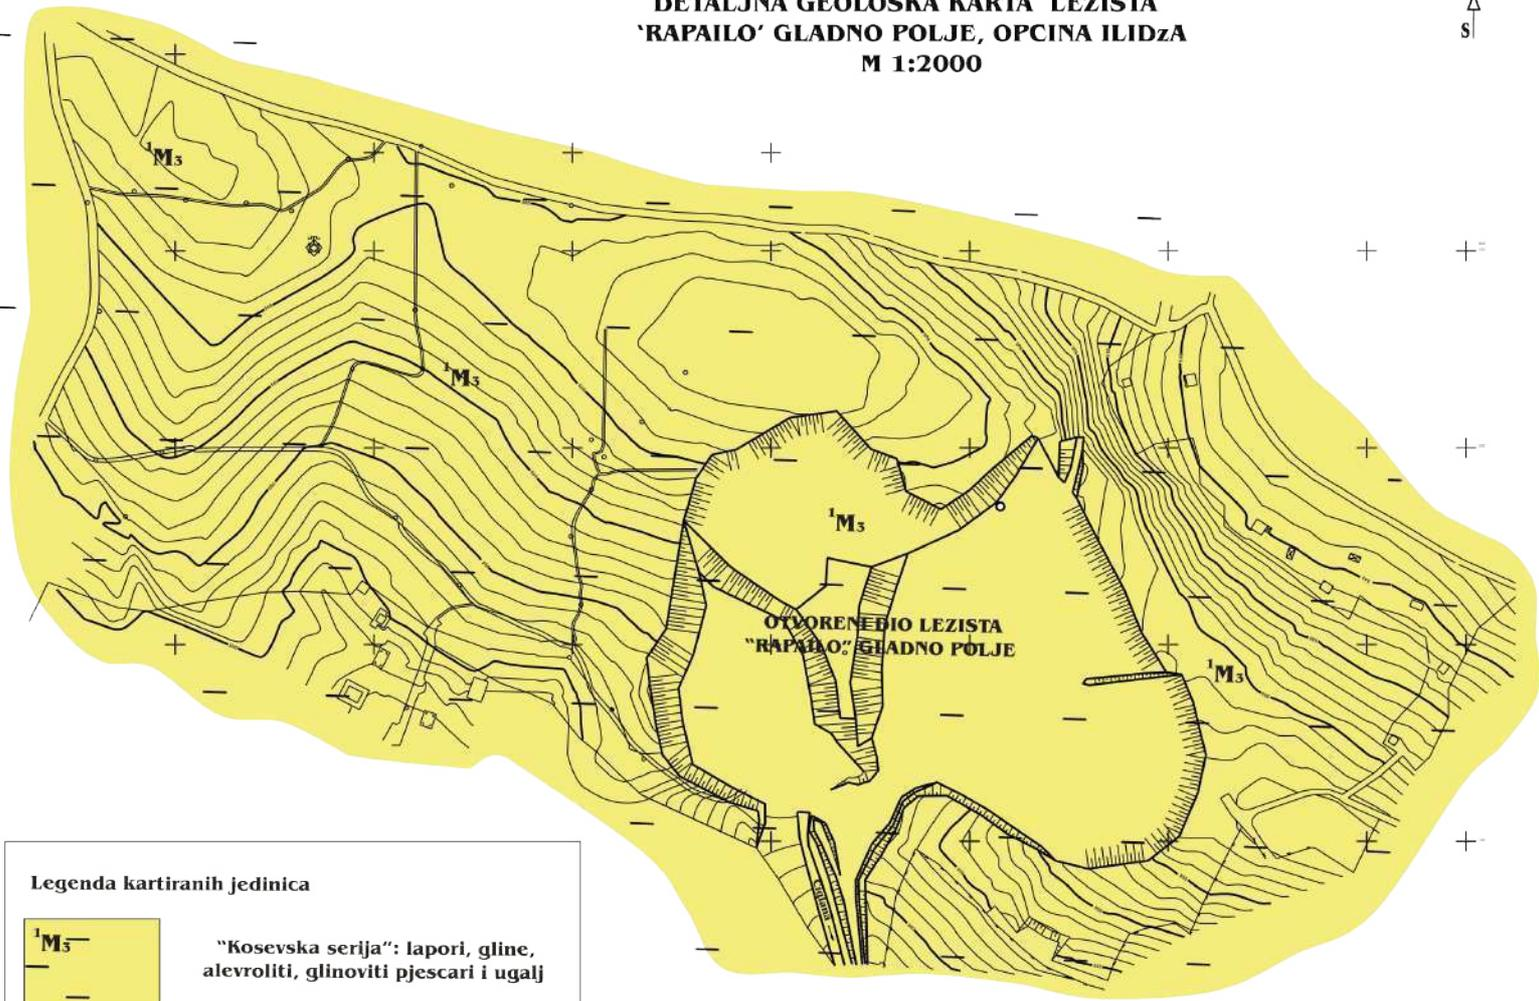 DETALJNA GEOLOSKA KARTA LEZISTA
‘RAPAILO’ GLADNO POLJE, OPCINA ILIDzA
M 1:2000
S
¹M₃
¹M₃
¹M₃
OTVORENI DIO LEZISTA
“RAPAILO” GLADNO POLJE
¹M₃
Ciglana
Legenda kartiranih jedinica
¹M₃
“Kosevska serija“: lapori, gline,
alevroliti, glinoviti pjescari i ugalj